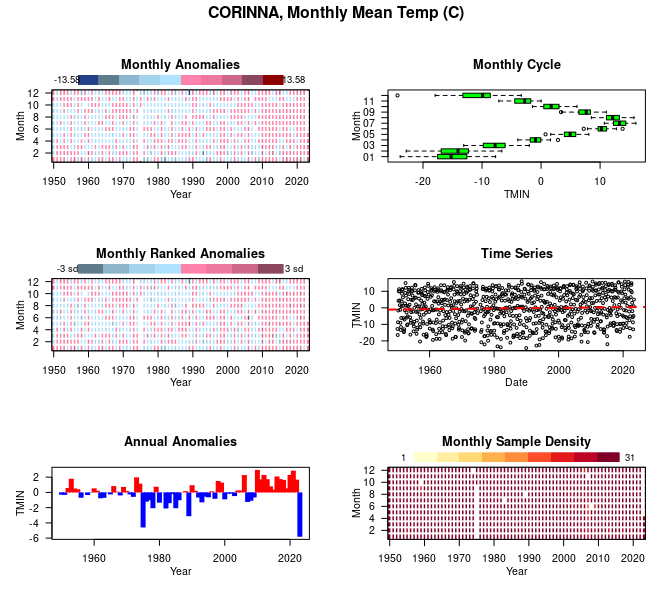 CORINNA, Monthly Mean Temp (C)
Monthly Anomalies
-13.58 13.58
Month
12
10
8
6
4
2
1950 1960 1970 1980 1990 2000 2010 2020
Year
Monthly Cycle
Month
11
09
07
05
03
01
-20 -10 0 10
TMIN
Monthly Ranked Anomalies
-3 sd 3 sd
Month
12
10
8
6
4
2
1950 1960 1970 1980 1990 2000 2010 2020
Year
Time Series
TMIN
10
0
-10
-20
1960 1980 2000 2020
Date
Annual Anomalies
TMIN
2
0
-2
-4
-6
1960 1980 2000 2020
Year
Monthly Sample Density
1 31
Month
12
10
8
6
4
2
1950 1960 1970 1980 1990 2000 2010 2020
Year